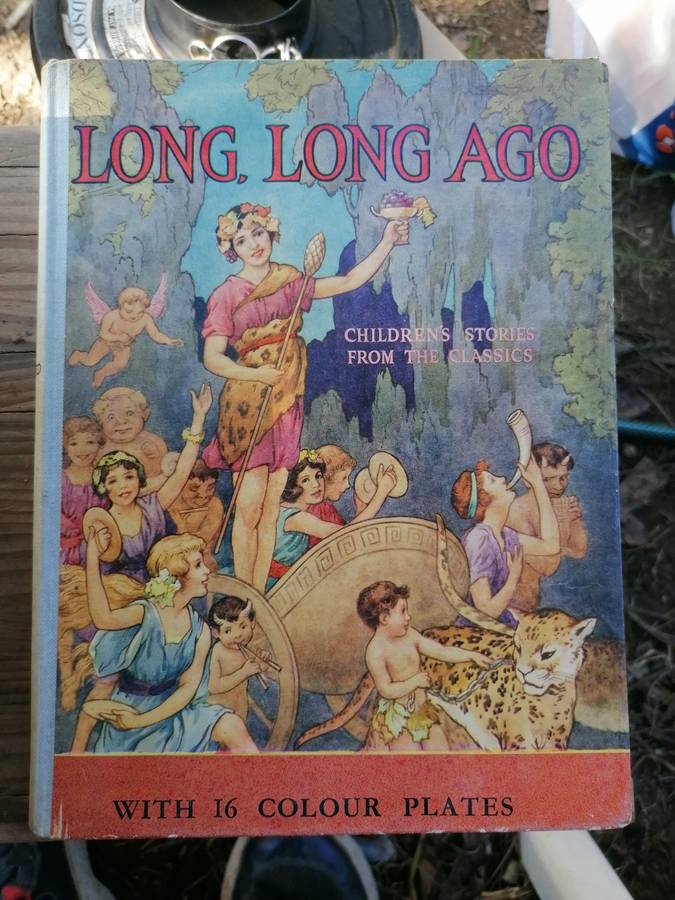 LONG, LONG AGO
CHILDREN'S STORIES
FROM THE CLASSICS
WITH 16 COLOUR PLATES